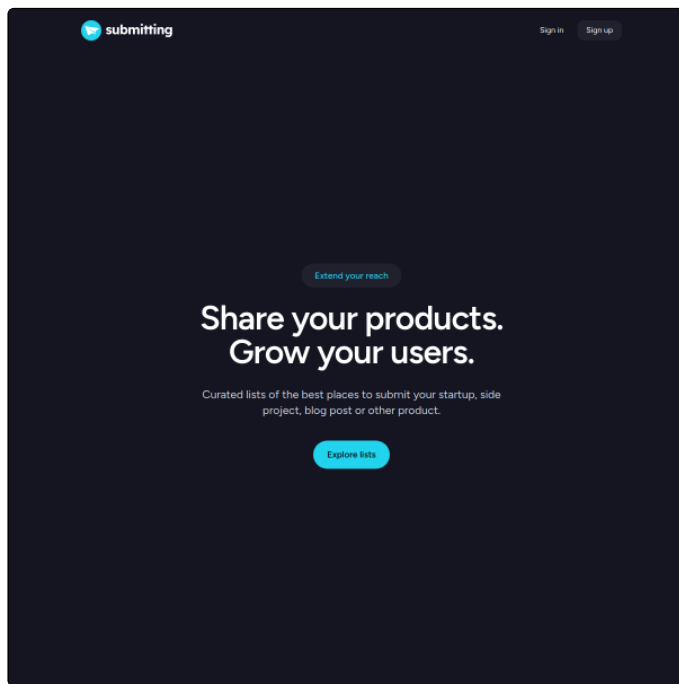 submitting
Sign in
Sign up
Extend your reach
Share your products.
Grow your users.
Curated lists of the best places to submit your startup, side
project, blog post or other product.
Explore lists